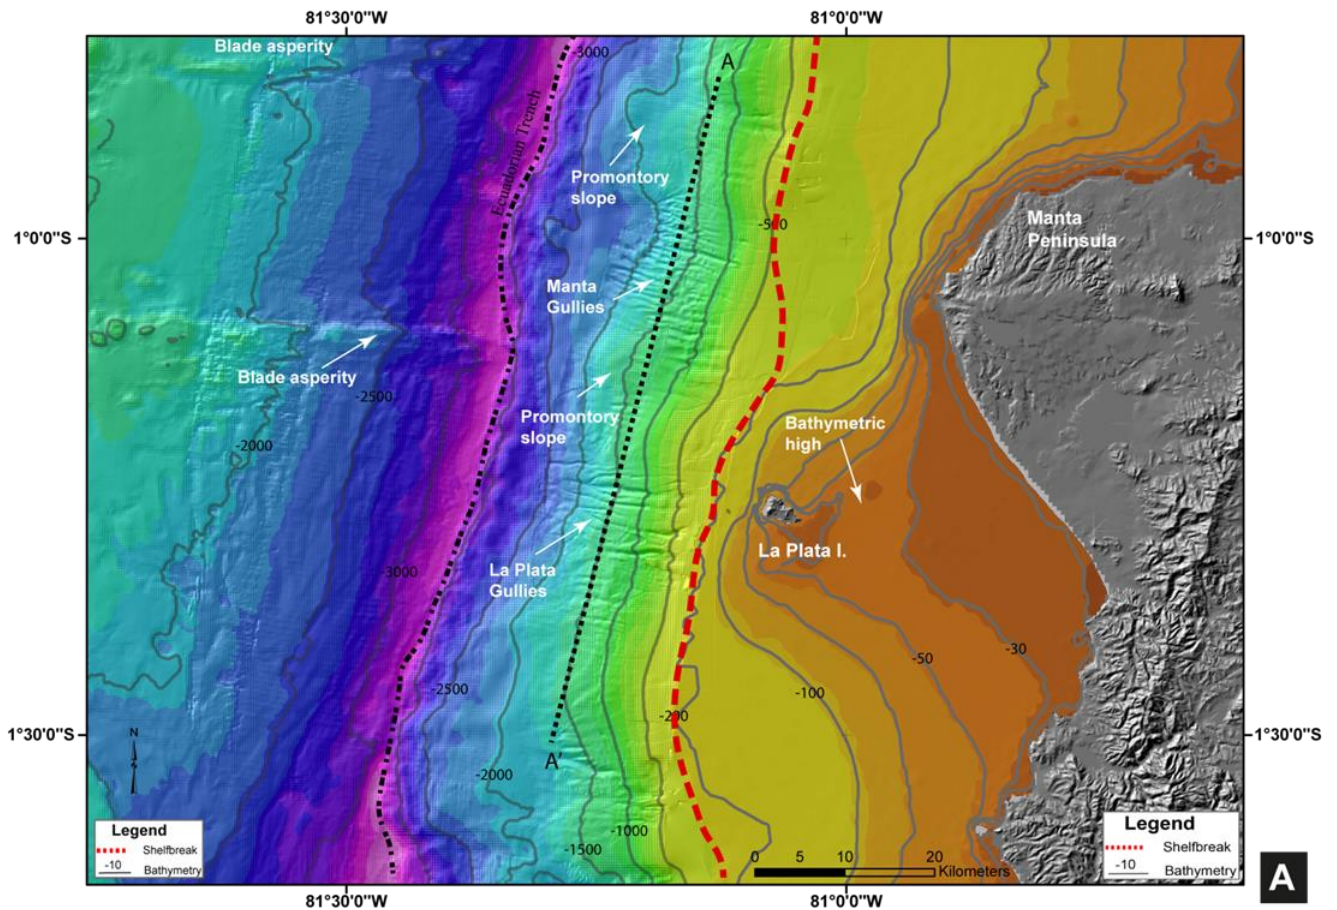 81°30'0"W
81°0'0"W
Blade asperity
-3000
A
Ecuadorian Trench
Promontory
slope
Manta
Peninsula
1°0'0"S
1°0'0"S
-500
Manta
Gullies
Blade asperity
-2500
Promontory
slope
Bathymetric
high
-2000
La Plata I.
La Plata
Gullies
-3000
-30
-50
-2500
-100
-200
1°30'0"S
1°30'0"S
N
A'
-2000
-1000
-1500
Legend
Shelfbreak
-10
Bathymetry
0 5 10 20
Kilometers
Legend
Shelfbreak
-10
Bathymetry
A
81°30'0"W
81°0'0"W